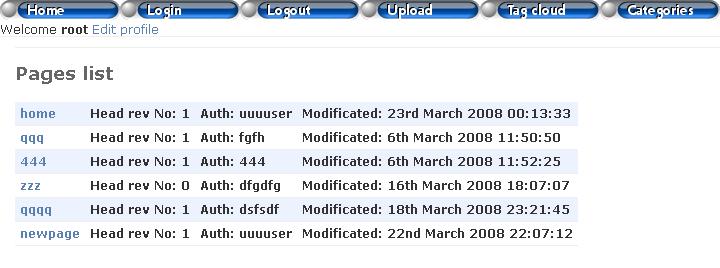 Home Login Logout Upload Tag cloud Categories
Welcome root Edit profile
Pages list
home Head rev No: 1 Auth: uuuuser Modificated: 23rd March 2008 00:13:33
qqq Head rev No: 1 Auth: fgfh Modificated: 6th March 2008 11:50:50
444 Head rev No: 1 Auth: 444 Modificated: 6th March 2008 11:52:25
zzz Head rev No: 0 Auth: dfgdfg Modificated: 16th March 2008 18:07:07
qqqq Head rev No: 1 Auth: dsfsdf Modificated: 18th March 2008 23:21:45
newpage Head rev No: 1 Auth: uuuuser Modificated: 22nd March 2008 22:07:12